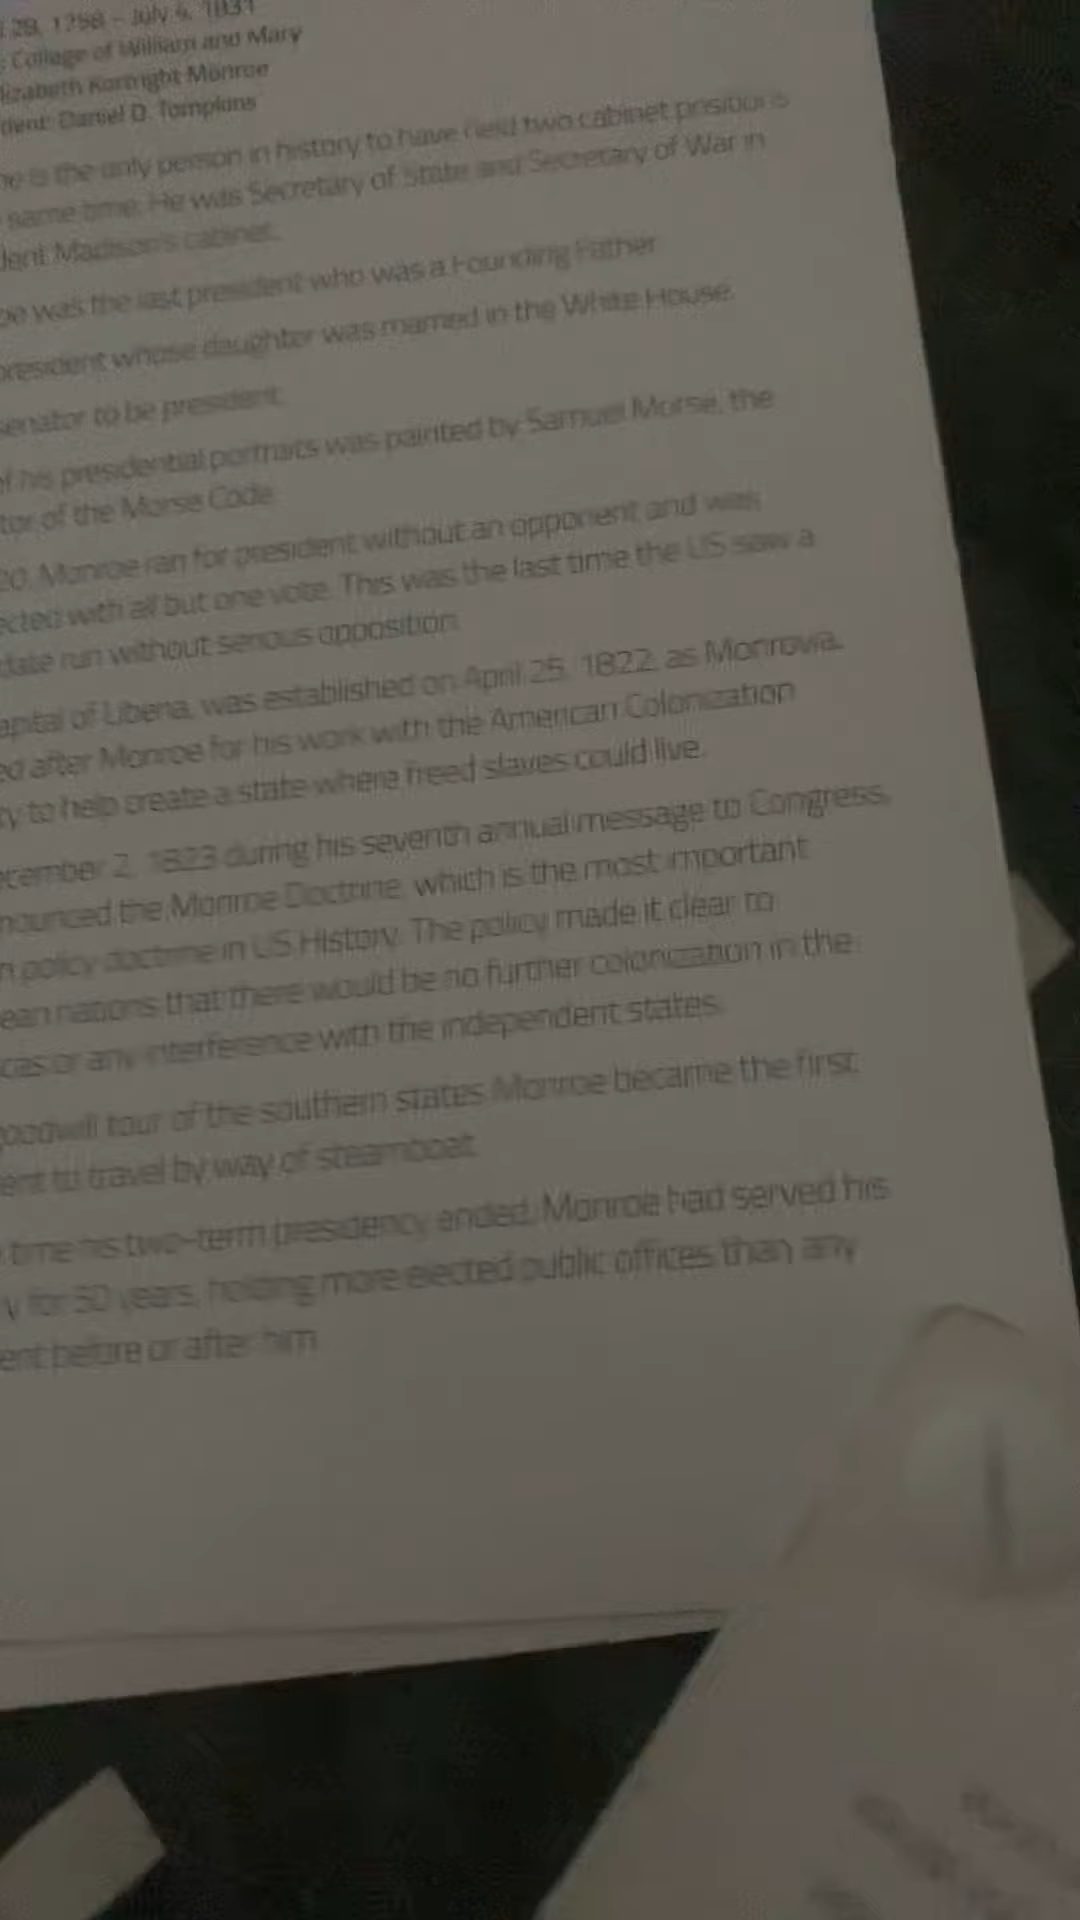 28, 1758 – July 4, 1831
: College of William and Mary
lizabeth Kortright Monroe
dent: Daniel D. Tompkins
oe is the only person in history to have held two cabinet positions
same time. He was Secretary of State and Secretary of War in
dent Madison's cabinet.
oe was the last president who was a Founding Father
president whose daughter was married in the White House.
senator to be president.
of his presidential portraits was painted by Samuel Morse, the
tor of the Morse Code
20, Monroe ran for president without an opponent and was
ected with all but one vote. This was the last time the US saw a
date run without serious opposition.
apital of Liberia, was established on April 25, 1822, as Monrovia,
ed after Monroe for his work with the American Colonization
ty to help create a state where freed slaves could live.
cember 2, 1823 during his seventh annual message to Congress,
nounced the Monroe Doctrine, which is the most important
n policy doctrine in US History. The policy made it clear to
ean nations that there would be no further colonization in the
cas or any interference with the independent states.
goodwill tour of the southern states Monroe became the first
ent to travel by way of steamboat
time his two-term presidency ended, Monroe had served his
y for 50 years, holding more elected public offices than any
ent before or after him